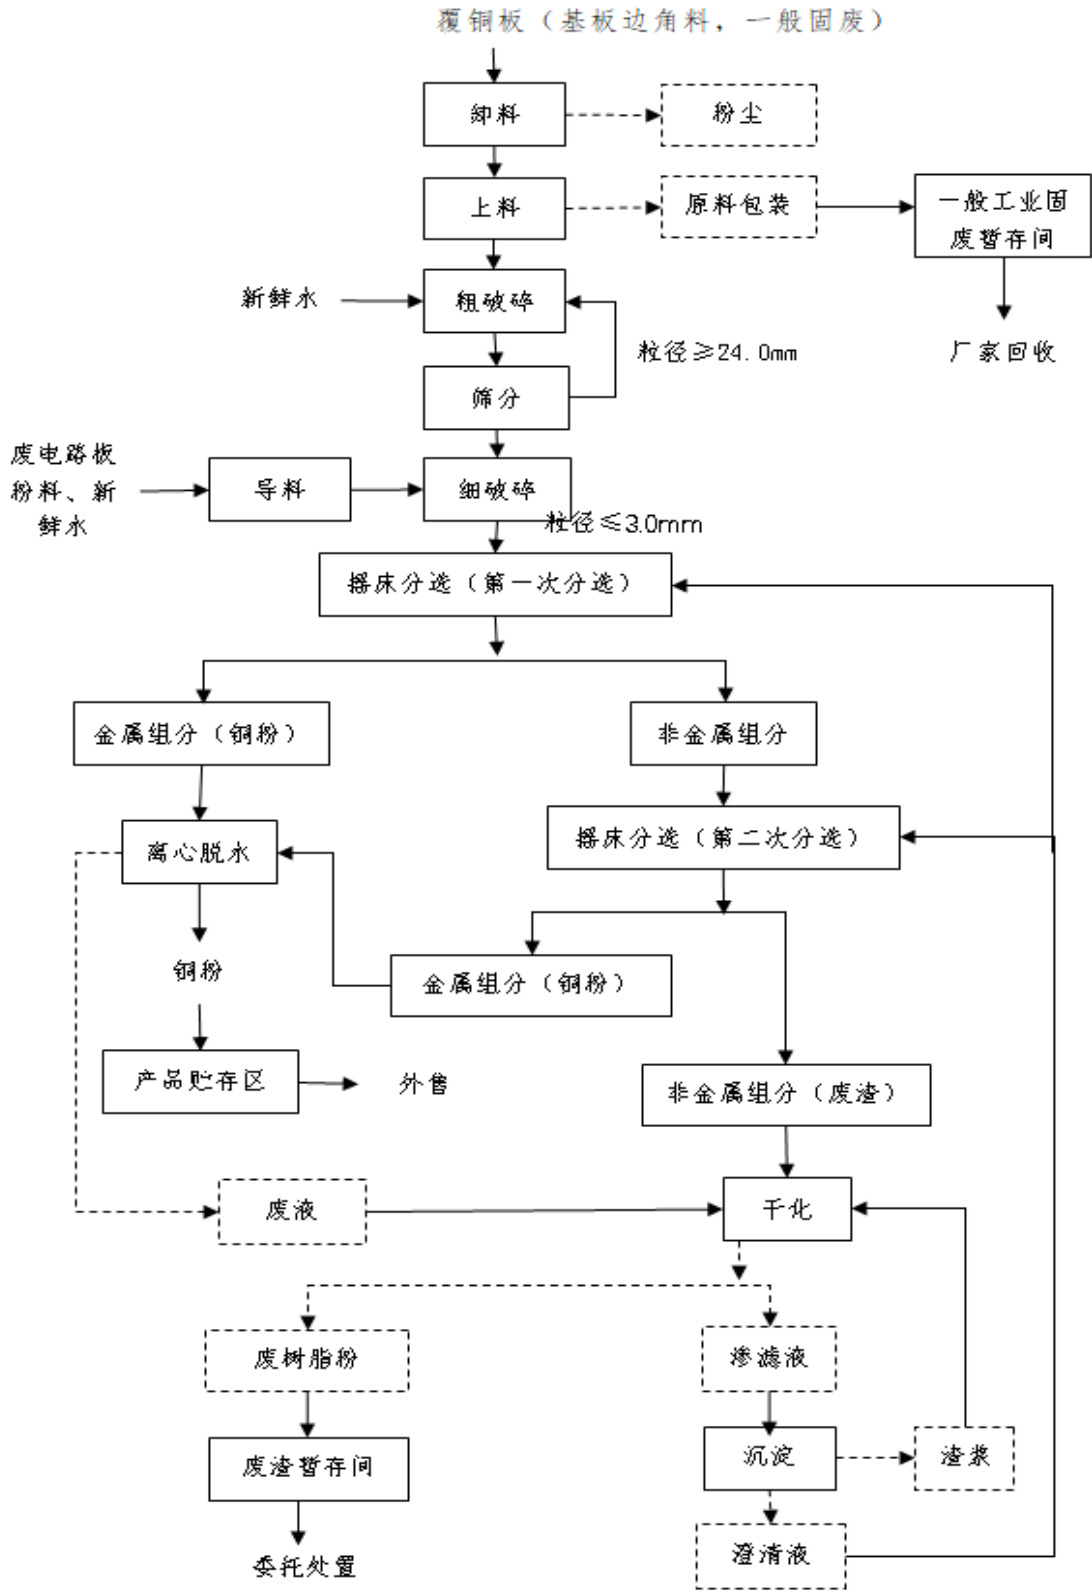 覆铜板（基板边角料，一般固废）
卸料
粉尘
上料
原料包装
一般工业固
废暂存间
新鲜水
粗破碎
粒径≥24.0mm
厂家回收
筛分
废电路板
粉料、新
鲜水
导料
细破碎
粒径≤3.0mm
摇床分选（第一次分选）
金属组分（铜粉）
非金属组分
离心脱水
摇床分选（第二次分选）
铜粉
金属组分（铜粉）
产品贮存区
外售
非金属组分（废渣）
废液
干化
废树脂粉
渗滤液
废渣暂存间
沉淀
渣浆
委托处置
澄清液